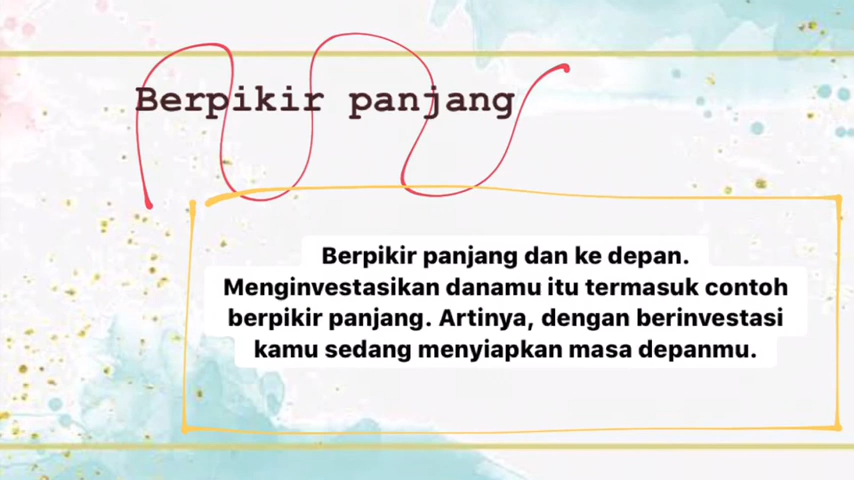 Berpikir panjang
Berpikir panjang dan ke depan.
Menginvestasikan danamu itu termasuk contoh
berpikir panjang. Artinya, dengan berinvestasi
kamu sedang menyiapkan masa depanmu.